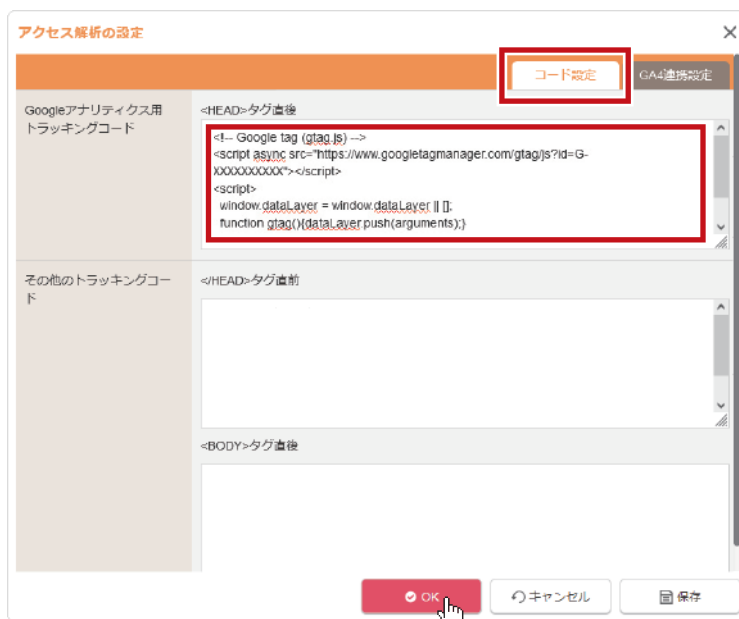 アクセス解析の設定
コード設定
GA4連携設定
Googleアナリティクス用
トラッキングコード
<HEAD>タグ直後
<!-- Google tag (gtag.js) -->
<script async src="https://www.googletagmanager.com/gtag/js?id=G-
XXXXXXXXXX"></script>
<script>
window.dataLayer = window.dataLayer || [];
function gtag(){dataLayer.push(arguments);}
その他のトラッキングコー
ド
</HEAD>タグ直前
<BODY>タグ直後
OK
キャンセル
保存